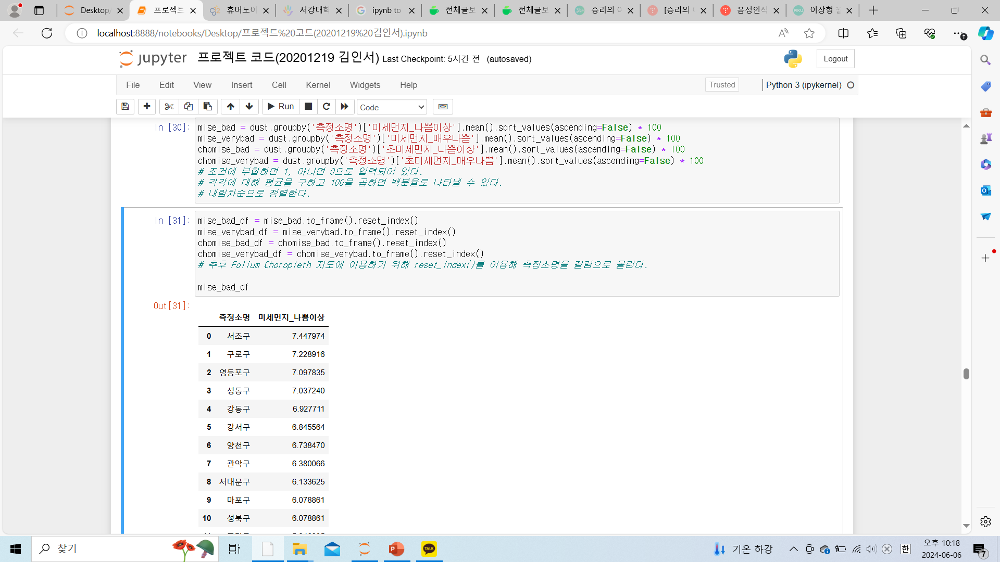 Desktop/
프로젝트
휴머노이
서강대학
ipynb to
전체글보
전체글보
승리의 여
[승리의 여
음성인식
이상형 월
localhost:8888/notebooks/Desktop/프로젝트%20코드(20201219%20김인서).ipynb
jupyter 프로젝트 코드(20201219 김인서) Last Checkpoint: 5시간 전 (autosaved)
Logout
File Edit View Insert Cell Kernel Widgets Help
Trusted
Python 3 (ipykernel)
Run
Code
In [30]:
mise_bad = dust.groupby('측정소명')['미세먼지_나쁨이상'].mean().sort_values(ascending=False) * 100
mise_verybad = dust.groupby('측정소명')['미세먼지_매우나쁨'].mean().sort_values(ascending=False) * 100
chomise_bad = dust.groupby('측정소명')['초미세먼지_나쁨이상'].mean().sort_values(ascending=False) * 100
chomise_verybad = dust.groupby('측정소명')['초미세먼지_매우나쁨'].mean().sort_values(ascending=False) * 100
# 조건에 부합하면 1, 아니면 0으로 입력되어 있다.
# 각각에 대해 평균을 구하고 100을 곱하면 백분율로 나타낼 수 있다.
# 내림차순으로 정렬한다.
In [31]:
mise_bad_df = mise_bad.to_frame().reset_index()
mise_verybad_df = mise_verybad.to_frame().reset_index()
chomise_bad_df = chomise_bad.to_frame().reset_index()
chomise_verybad_df = chomise_verybad.to_frame().reset_index()
# 추후 Folium Choropleth 지도에 이용하기 위해 reset_index()를 이용해 측정소명을 컬럼으로 올린다.
mise_bad_df
Out[31]:
측정소명 미세먼지_나쁨이상
0 서초구 7.447974
1 구로구 7.228916
2 영등포구 7.097835
3 성동구 7.037240
4 강동구 6.927711
5 강서구 6.845564
6 양천구 6.738470
7 관악구 6.380066
8 서대문구 6.133625
9 마포구 6.078861
10 성북구 6.078861
찾기
TALK
기온 하강
한
오후 10:18
2024-06-06
7